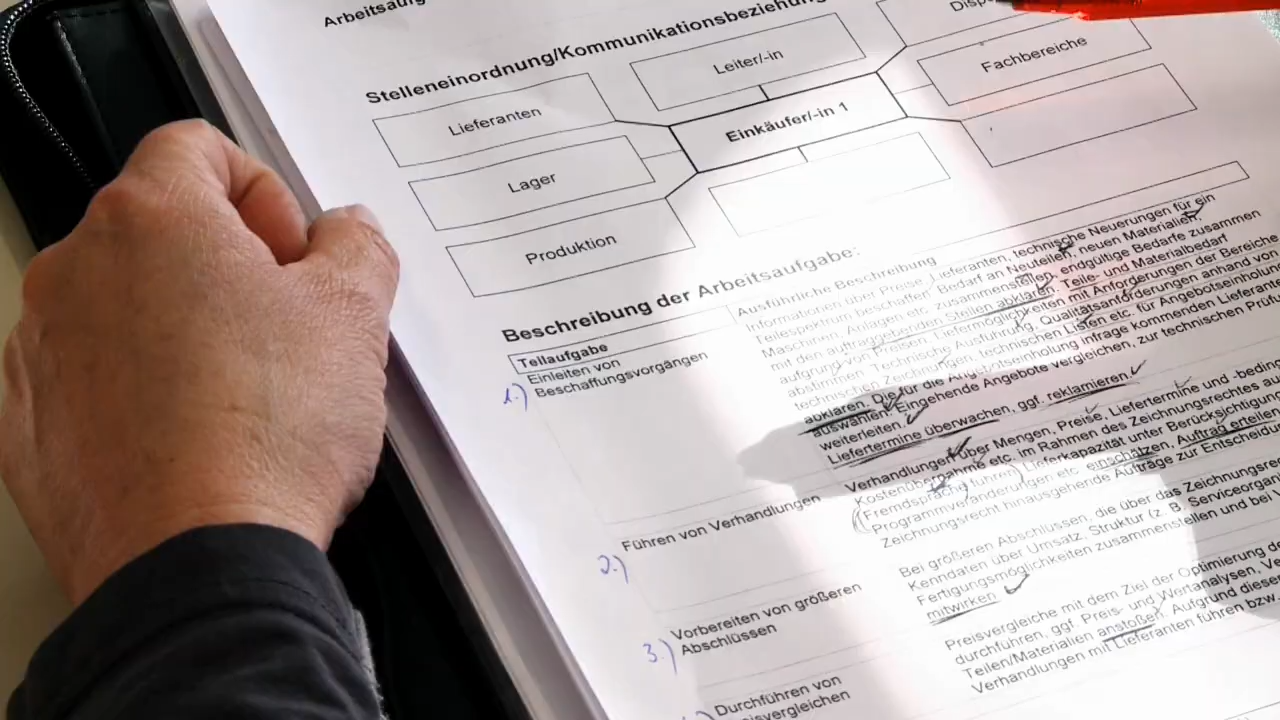 Arbeitsaufg
Stelleneinordnung/Kommunikationsbeziehung
Lieferanten
Leiter/-in
Disp
Lager
Einkäufer/-in 1
Fachbereiche
Produktion
Beschreibung der Arbeitsaufgabe:
Teilaufgabe
Ausführliche Beschreibung
1.)
Einleiten von
Beschaffungsvorgängen
Informationen über Preise, Lieferanten, technische Neuerungen für ein
Teilespektrum beschaffen. Bedarf an Neuteilen, neuen Materialien,
Maschinen, Anlagen etc. zusammenstellen, endgültige Bedarfe zusammen
mit den auftraggebenden Stellen abklären. Teile- und Materialbedarf
aufgrund von Preisen, Liefermöglichkeiten mit Anforderungen der Bereiche
abstimmen. Technische Ausführung, Qualitätsanforderungen anhand von
technischen Zeichnungen, technischen Listen etc. für Angebotseinholung
abklären. Die für die Angebotseinholung infrage kommenden Lieferante
auswählen. Eingehende Angebote vergleichen, zur technischen Prüfu
weiterleiten.
Liefertermine überwachen, ggf. reklamieren.
2.)
Führen von Verhandlungen
Verhandlungen über Mengen, Preise, Liefertermine und -beding
Kostenübernahme etc. im Rahmen des Zeichnungsrechtes au
(Fremdsprache) führen, Lieferkapazität unter Berücksichtigung
Programmveränderungen etc. einschätzen, Auftrag erteilen
Zeichnungsrecht hinausgehende Aufträge zur Entscheidu
3.)
Vorbereiten von größeren
Abschlüssen
Bei größeren Abschlüssen, die über das Zeichnungsre
Kenndaten über Umsatz, Struktur (z. B. Serviceorgan
Fertigungsmöglichkeiten zusammenstellen und bei V
mitwirken.
Durchführen von
eisvergleichen
Preisvergleiche mit dem Ziel der Optimierung de
durchführen, ggf. Preis- und Wertanalysen, Ve
Teilen/Materialien anstoßen. Aufgrund dieser
Verhandlungen mit Lieferanten führen bzw.